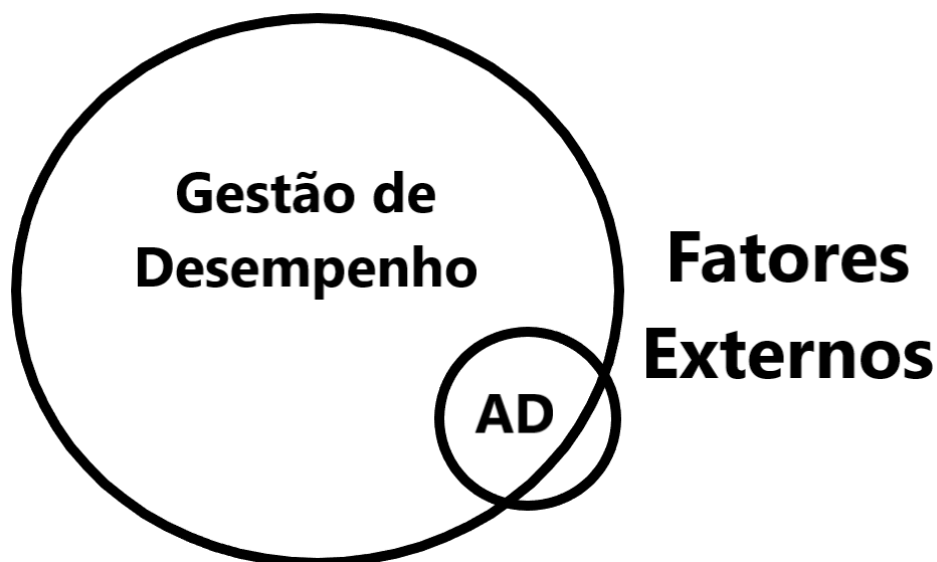 Gestão de
Desempenho
Fatores
Externos
AD